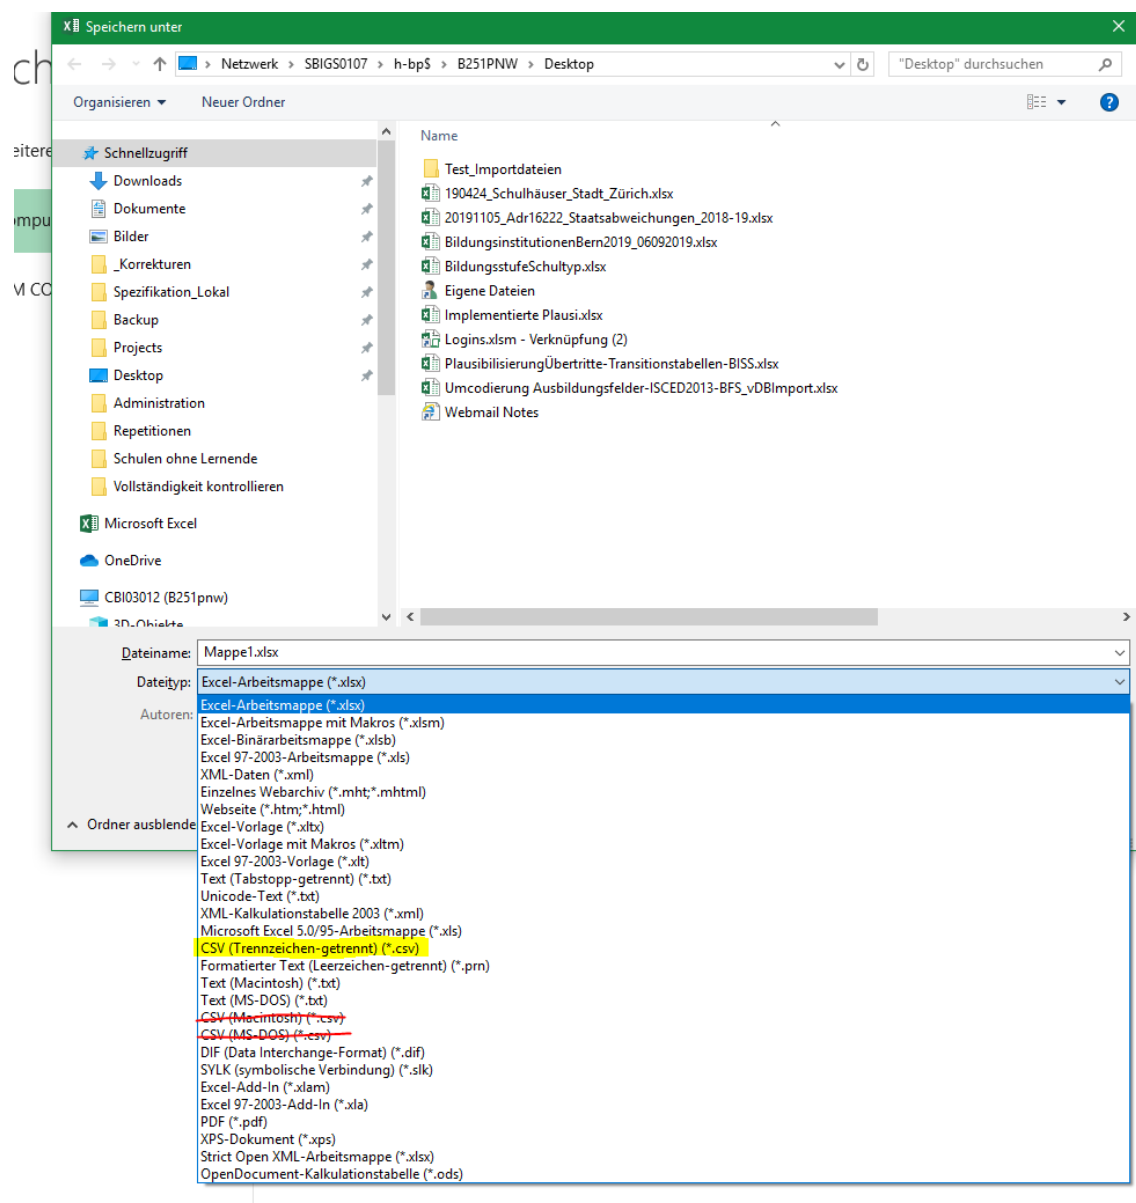 Speichern unter
ch
Netzwerk > SBIGS0107 > h-bp$ > B251PNW > Desktop
"Desktop" durchsuchen
Organisieren
Neuer Ordner
eitere
ompu
M CO
Schnellzugriff
Downloads
Dokumente
Bilder
_Korrekturen
Spezifikation_Lokal
Backup
Projects
Desktop
Administration
Repetitionen
Schulen ohne Lernende
Vollständigkeit kontrollieren
Microsoft Excel
OneDrive
CBI03012 (B251pnw)
3D-Objekte
Name
Test_Importdateien
190424_Schulhäuser_Stadt_Zürich.xlsx
20191105_Adr16222_Staatsabweichungen_2018-19.xlsx
BildungsinstitutionenBern2019_06092019.xlsx
BildungsstufeSchultyp.xlsx
Eigene Dateien
Implementierte Plausi.xlsx
Logins.xlsm - Verknüpfung (2)
PlausibilisierungÜbertritte-Transitionstabellen-BISS.xlsx
Umcodierung Ausbildungsfelder-ISCED2013-BFS_vDBImport.xlsx
Webmail Notes
Dateiname: Mappe1.xlsx
Dateityp: Excel-Arbeitsmappe (*.xlsx)
Autoren:
Ordner ausblende
Excel-Arbeitsmappe (*.xlsx)
Excel-Arbeitsmappe mit Makros (*.xlsm)
Excel-Binärarbeitsmappe (*.xlsb)
Excel 97-2003-Arbeitsmappe (*.xls)
XML-Daten (*.xml)
Einzelnes Webarchiv (*.mht;*.mhtml)
Webseite (*.htm;*.html)
Excel-Vorlage (*.xltx)
Excel-Vorlage mit Makros (*.xltm)
Excel 97-2003-Vorlage (*.xlt)
Text (Tabstopp-getrennt) (*.txt)
Unicode-Text (*.txt)
XML-Kalkulationstabelle 2003 (*.xml)
Microsoft Excel 5.0/95-Arbeitsmappe (*.xls)
CSV (Trennzeichen-getrennt) (*.csv)
Formatierter Text (Leerzeichen-getrennt) (*.prn)
Text (Macintosh) (*.txt)
Text (MS-DOS) (*.txt)
CSV (Macintosh) (*.csv)
CSV (MS-DOS) (*.csv)
DIF (Data Interchange-Format) (*.dif)
SYLK (symbolische Verbindung) (*.slk)
Excel-Add-In (*.xlam)
Excel 97-2003-Add-In (*.xla)
PDF (*.pdf)
XPS-Dokument (*.xps)
Strict Open XML-Arbeitsmappe (*.xlsx)
OpenDocument-Kalkulationstabelle (*.ods)